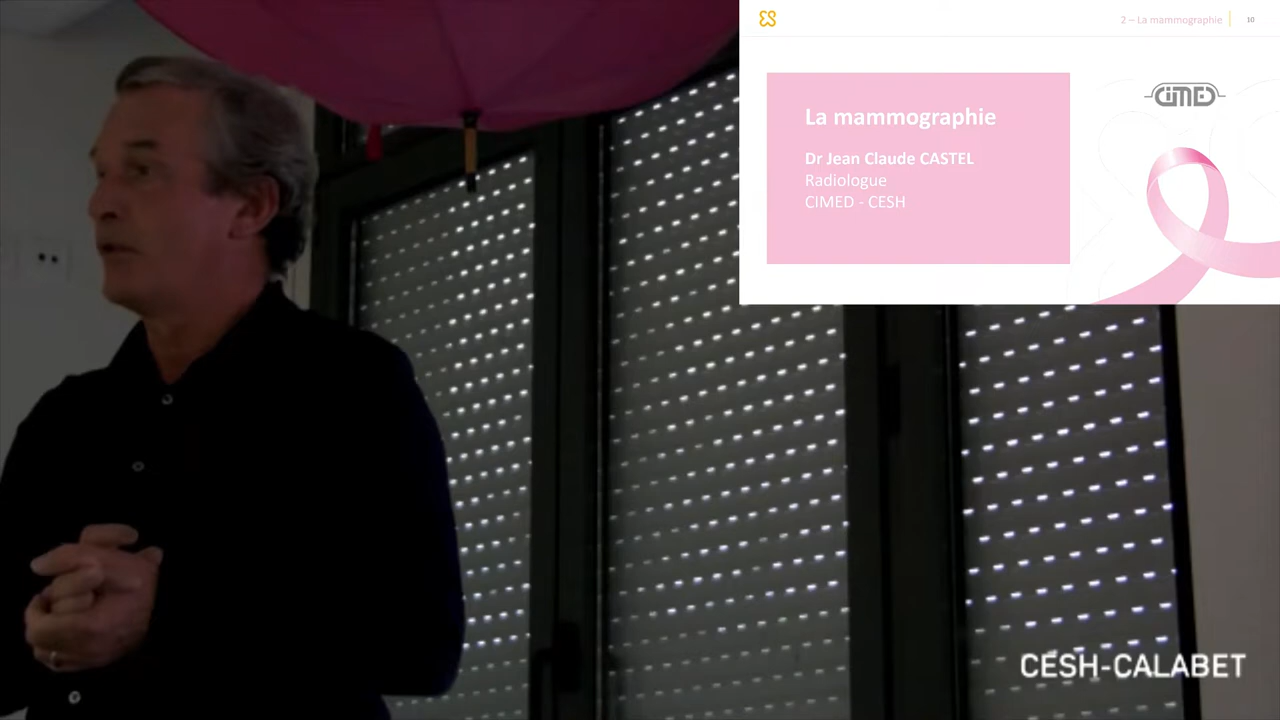 2 – La mammographie
10
La mammographie
Dr Jean Claude CASTEL
Radiologue
CIMED - CESH
CIMED
CESH-CALABET